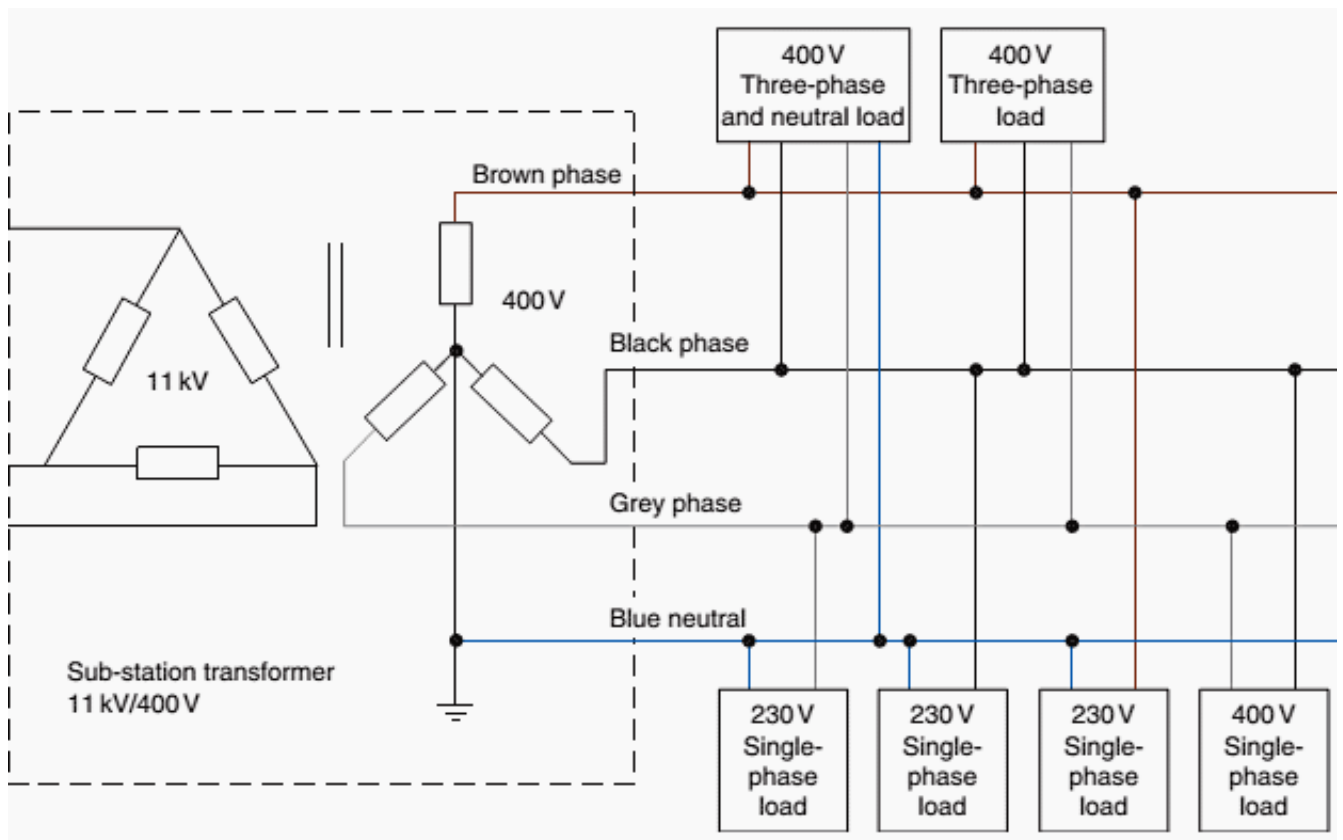 400 V
Three-phase
and neutral load
400 V
Three-phase
load
Brown phase
400 V
Black phase
11 kV
Grey phase
Blue neutral
Sub-station transformer
11 kV/400 V
230 V
Single-
phase
load
230 V
Single-
phase
load
230 V
Single-
phase
load
400 V
Single-
phase
load